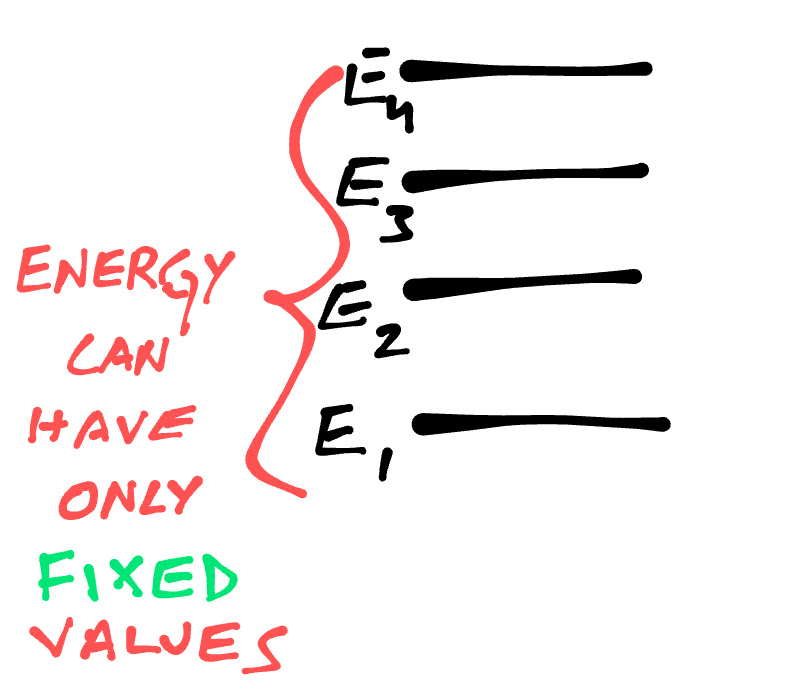 E4
E3
E2
E1
ENERGY
CAN
HAVE
ONLY
FIXED
VALUES